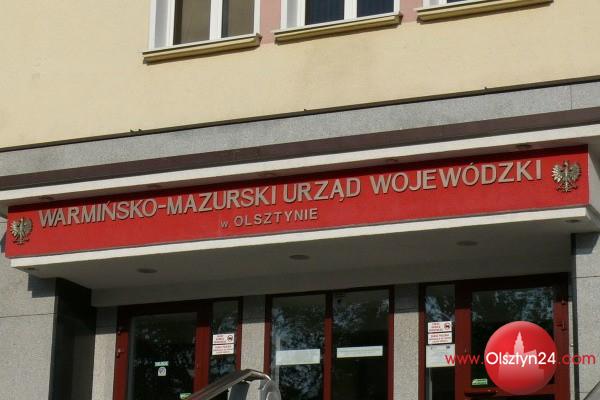 WARMIŃSKO-MAZURSKI URZĄD WOJEWÓDZKI
w OLSZTYNIE
www.Olsztyn24.com